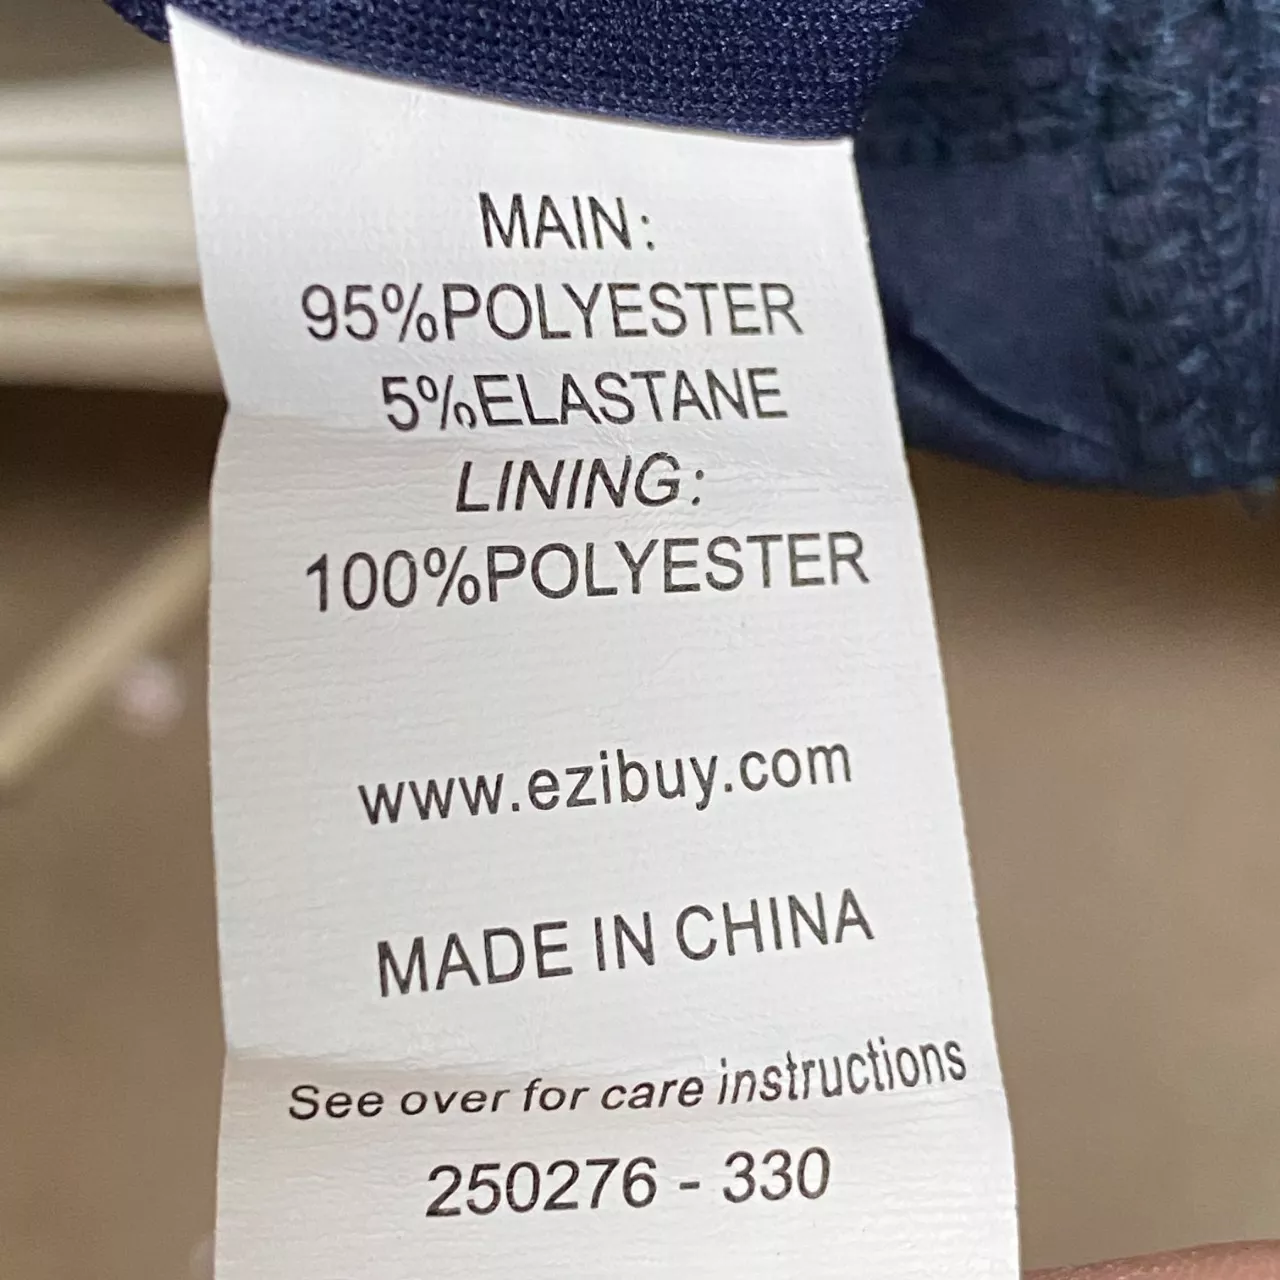 MAIN:
95%POLYESTER
5%ELASTANE
LINING:
100%POLYESTER
www.ezibuy.com
MADE IN CHINA
See over for care instructions
250276 - 330